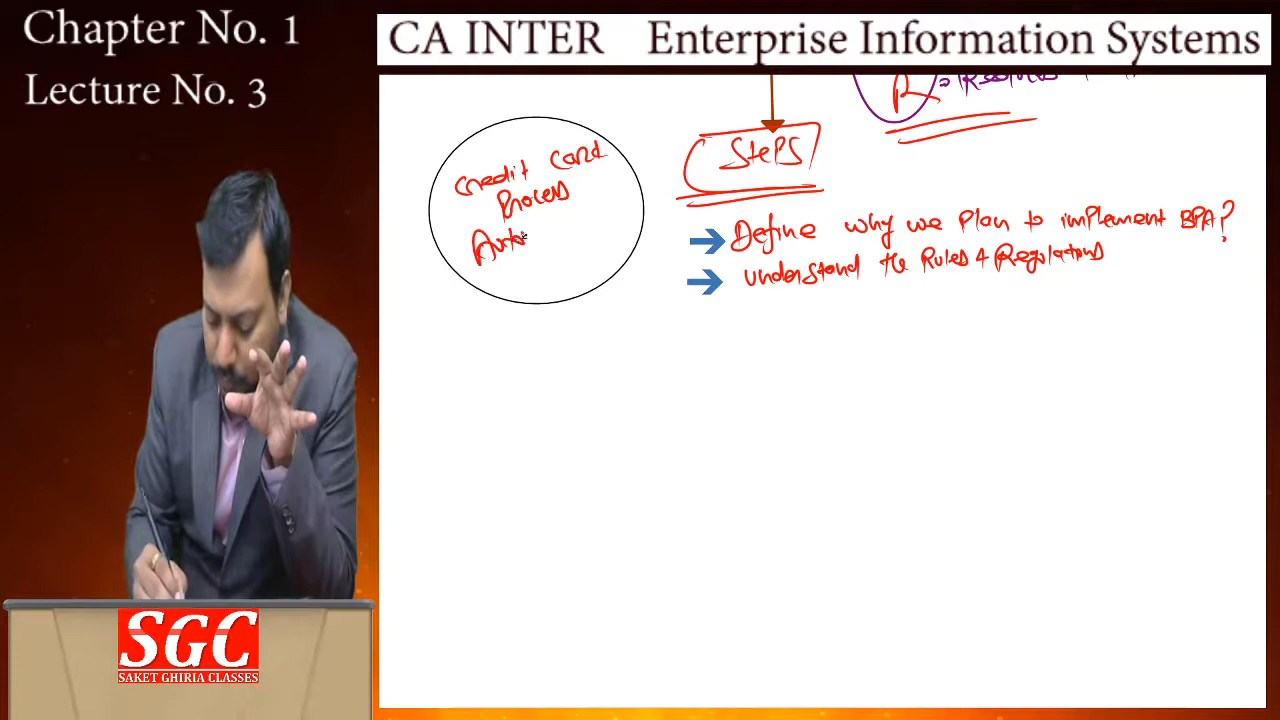 Chapter No. 1
Lecture No. 3
CA INTER Enterprise Information Systems
STEPS
Credit Card
Process
→ Define why we plan to implement BPA?
→ understand the Rules & Regulations
SGC
SAKET GHIRIA CLASSES